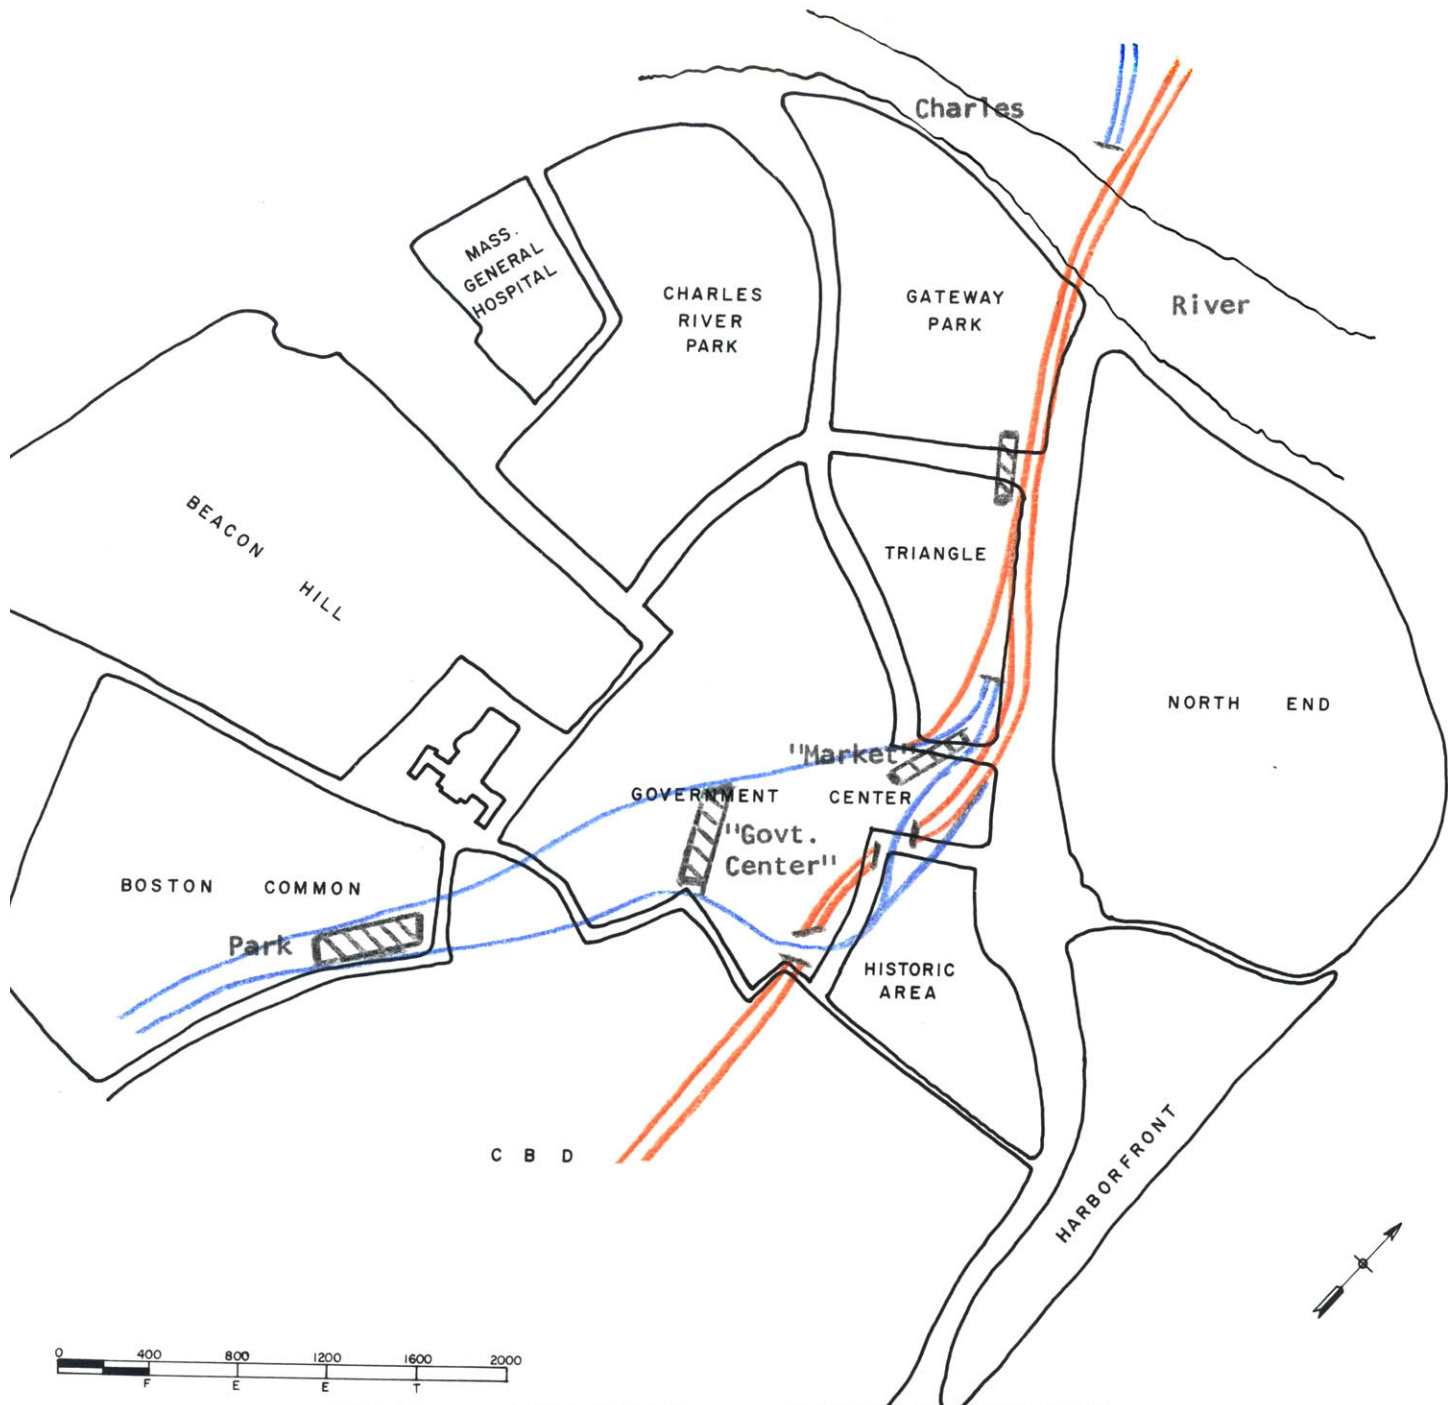 Charles
MASS.
GENERAL
HOSPITAL
CHARLES
RIVER
PARK
GATEWAY
PARK
River
BEACON
HILL
TRIANGLE
NORTH END
"Market"
GOVERNMENT CENTER
"Govt.
Center"
BOSTON COMMON
Park
HISTORIC
AREA
C B D
HARBORFRONT
0 400 800 1200 1600 2000
F E E T